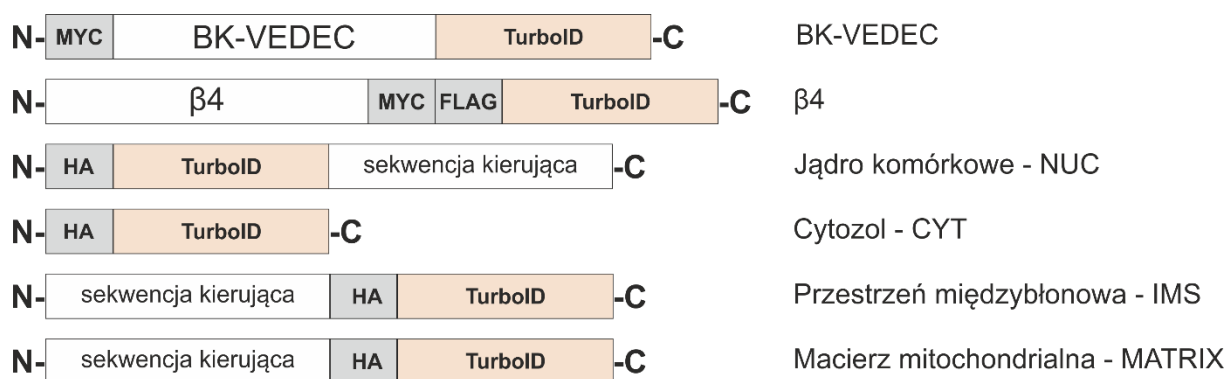 N- MYC BK-VEDEC TurboID -C BK-VEDEC
N- β4 MYC FLAG TurboID -C β4
N- HA TurboID sekwencja kierująca -C Jądro komórkowe - NUC
N- HA TurboID -C Cytozol - CYT
N- sekwencja kierująca HA TurboID -C Przestrzeń międzybłonowa - IMS
N- sekwencja kierująca HA TurboID -C Macierz mitochondrialna - MATRIX